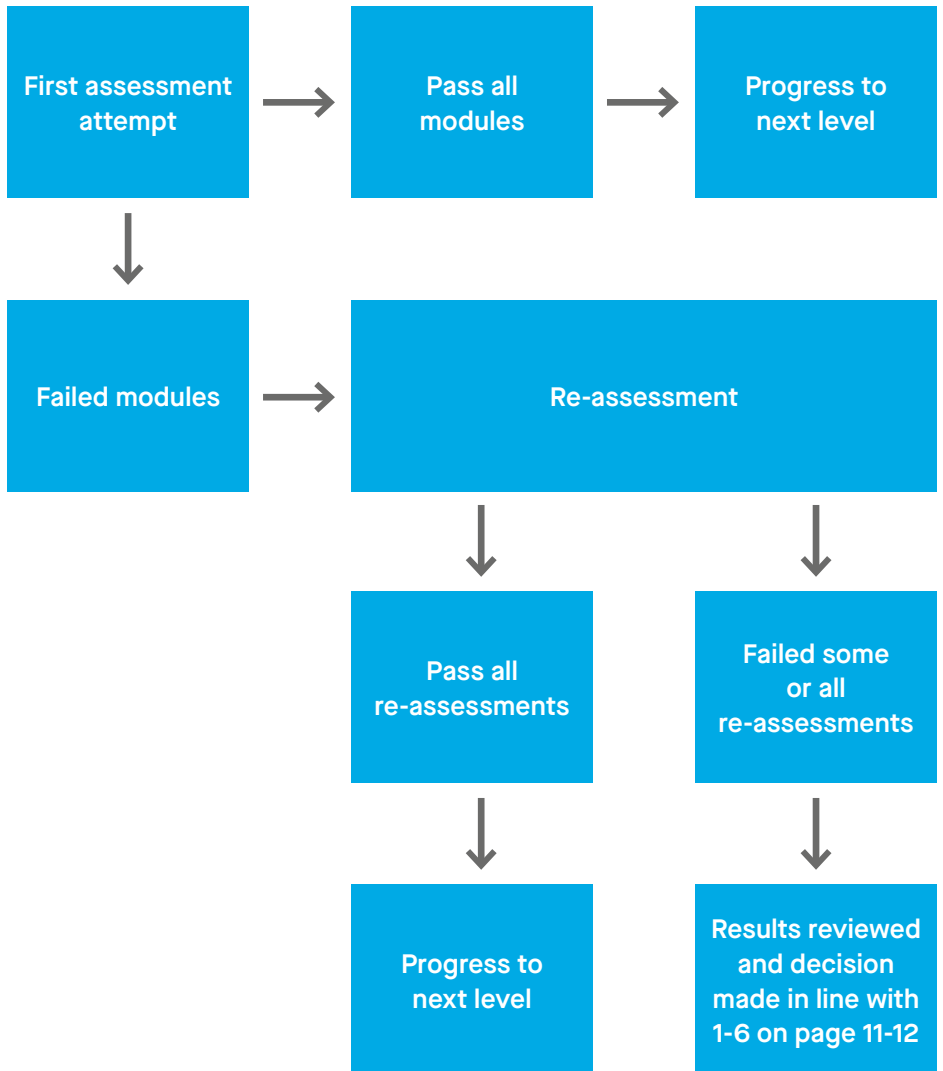 First assessment
attempt
Pass all
modules
Progress to
next level
Failed modules
Re-assessment
Pass all
re-assessments
Failed some
or all
re-assessments
Progress to
next level
Results reviewed
and decision
made in line with
1-6 on page 11-12